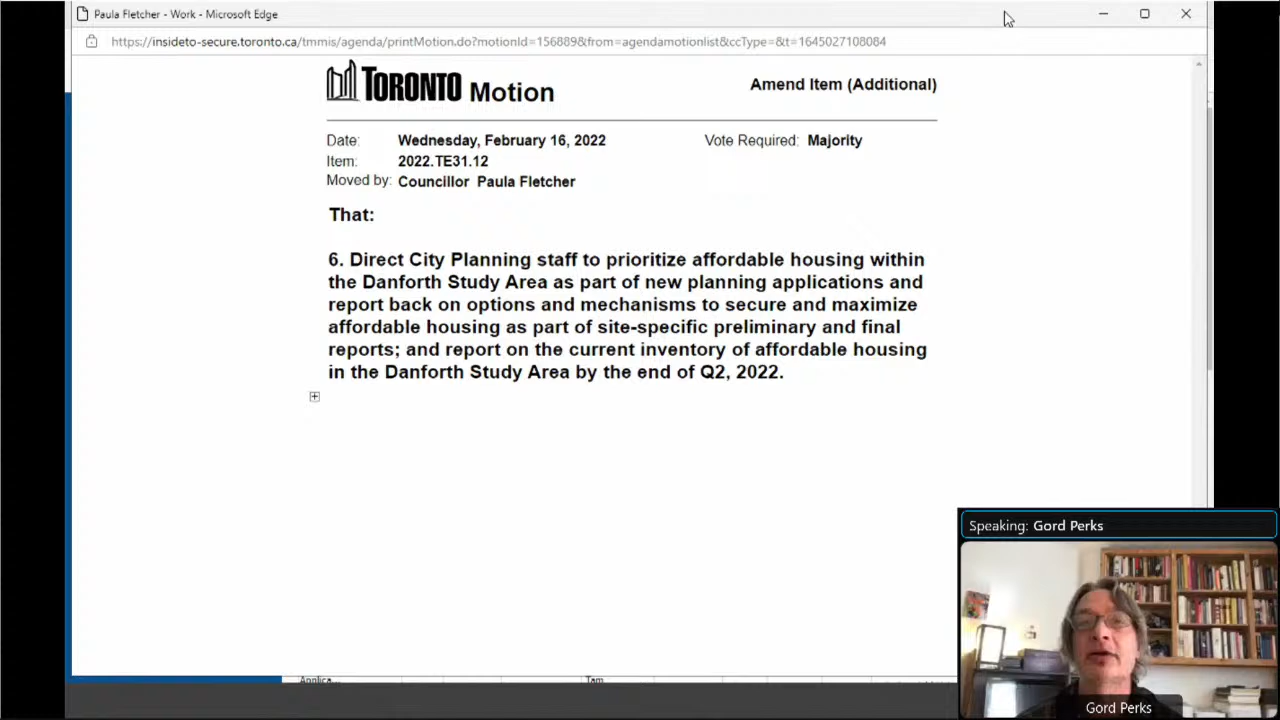 Paula Fletcher - Work - Microsoft Edge
https://insideto-secure.toronto.ca/tmmis/agenda/printMotion.do?motionId=156889&from=agendamotionlist&ccType=&t=1645027108084
TORONTO Motion
Amend Item (Additional)
Date: Wednesday, February 16, 2022
Vote Required: Majority
Item: 2022.TE31.12
Moved by: Councillor Paula Fletcher
That:
6. Direct City Planning staff to prioritize affordable housing within
the Danforth Study Area as part of new planning applications and
report back on options and mechanisms to secure and maximize
affordable housing as part of site-specific preliminary and final
reports; and report on the current inventory of affordable housing
in the Danforth Study Area by the end of Q2, 2022.
Speaking: Gord Perks
Applica...
Gord Perks